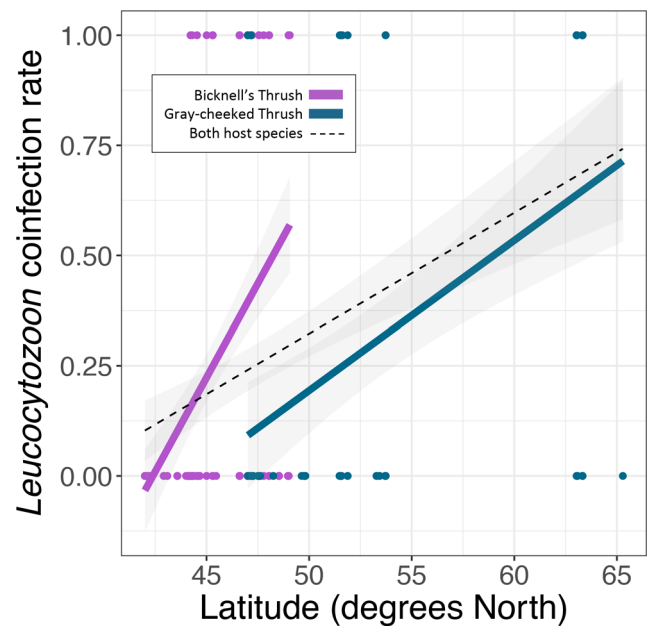 Leucocytozoon coinfection rate
1.00
0.75
0.50
0.25
0.00
Bicknell's Thrush
Gray-cheeked Thrush
Both host species
45 50 55 60 65
Latitude (degrees North)